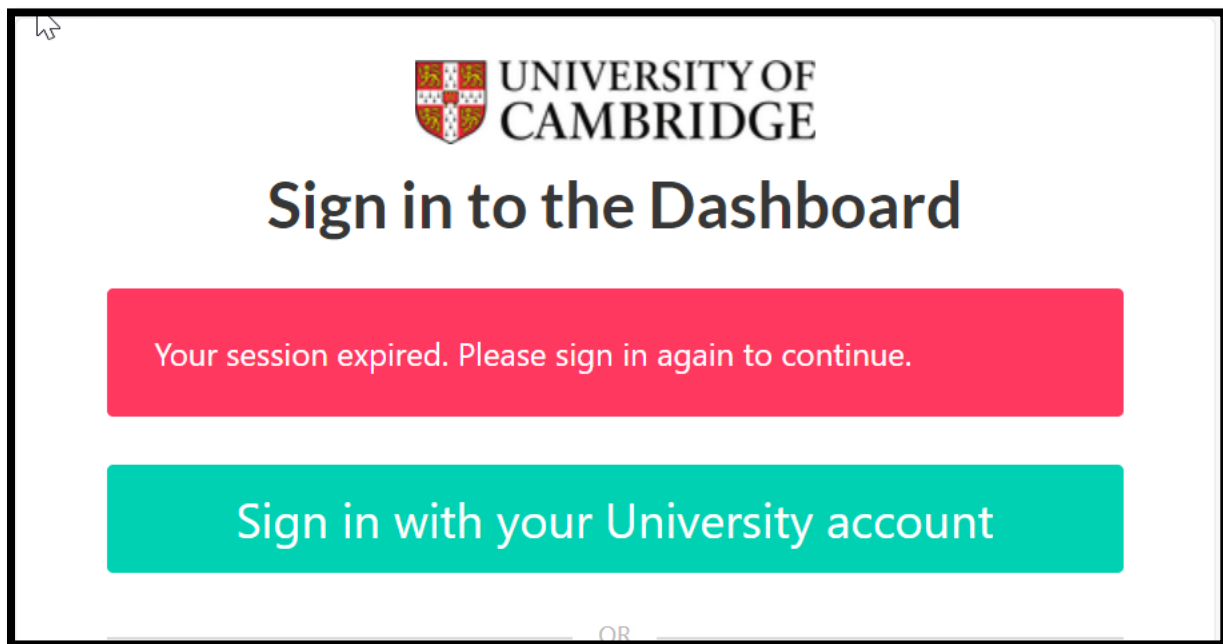 UNIVERSITY OF
CAMBRIDGE
Sign in to the Dashboard
Your session expired. Please sign in again to continue.
Sign in with your University account
OR